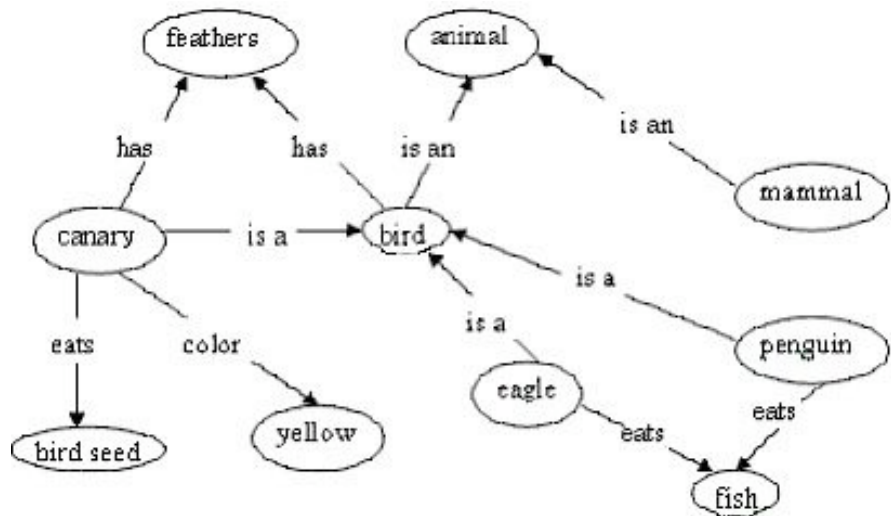 feathers
animal
has
has
is an
is an
mammal
canary
is a
bird
is a
is a
eats
color
penguin
eagle
eats
eats
bird seed
yellow
fish